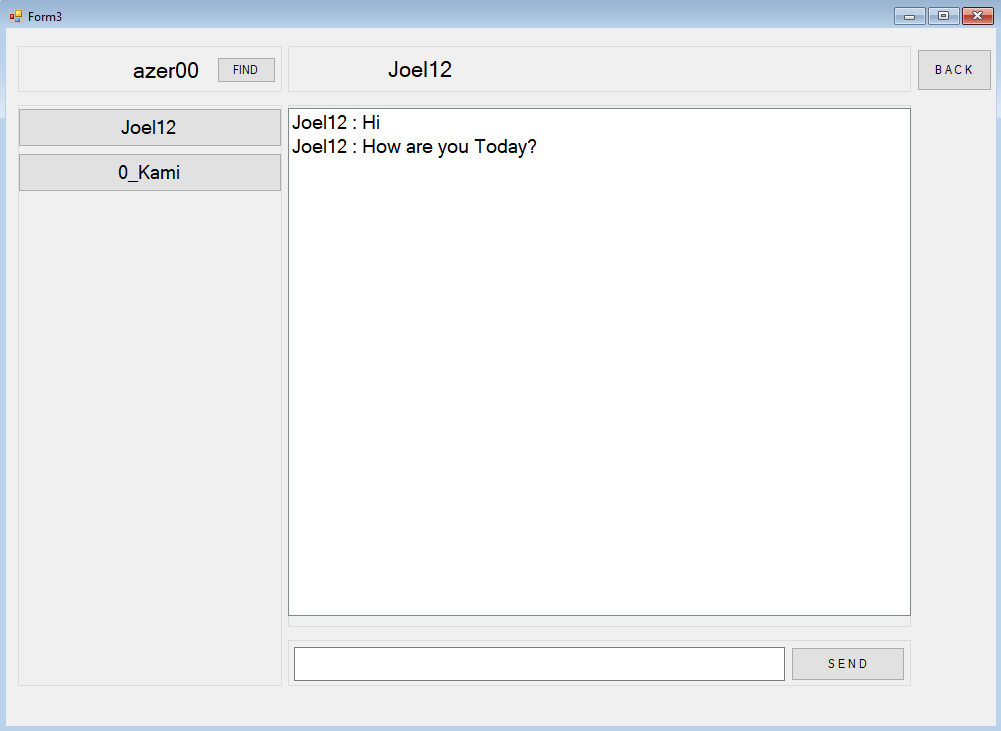 Form3
azer00 FIND
Joel12
BACK
Joel12
0_Kami
Joel12 : Hi
Joel12 : How are you Today?
SEND